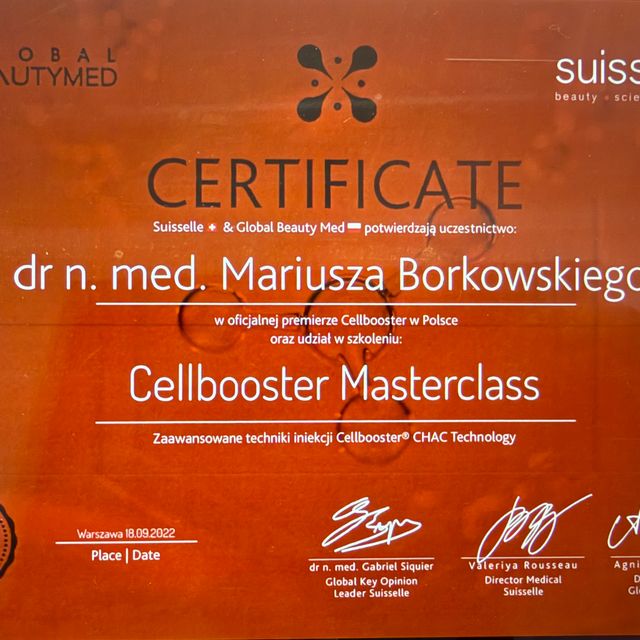 OBAL
AUTYMED
suiss
beauty • scie
CERTIFICATE
Suisselle & Global Beauty Med potwierdzają uczestnictwo:
dr n. med. Mariusza Borkowskiego
w oficjalnej premierze Cellbooster w Polsce
oraz udział w szkoleniu:
Cellbooster Masterclass
Zaawansowane techniki iniekcji Cellbooster® CHAC Technology
Warszawa 18.09.2022
Place | Date
dr n. med. Gabriel Siquier
Global Key Opinion
Leader Suisselle
Valeriya Rousseau
Director Medical
Suisselle
Agni
D
Glo